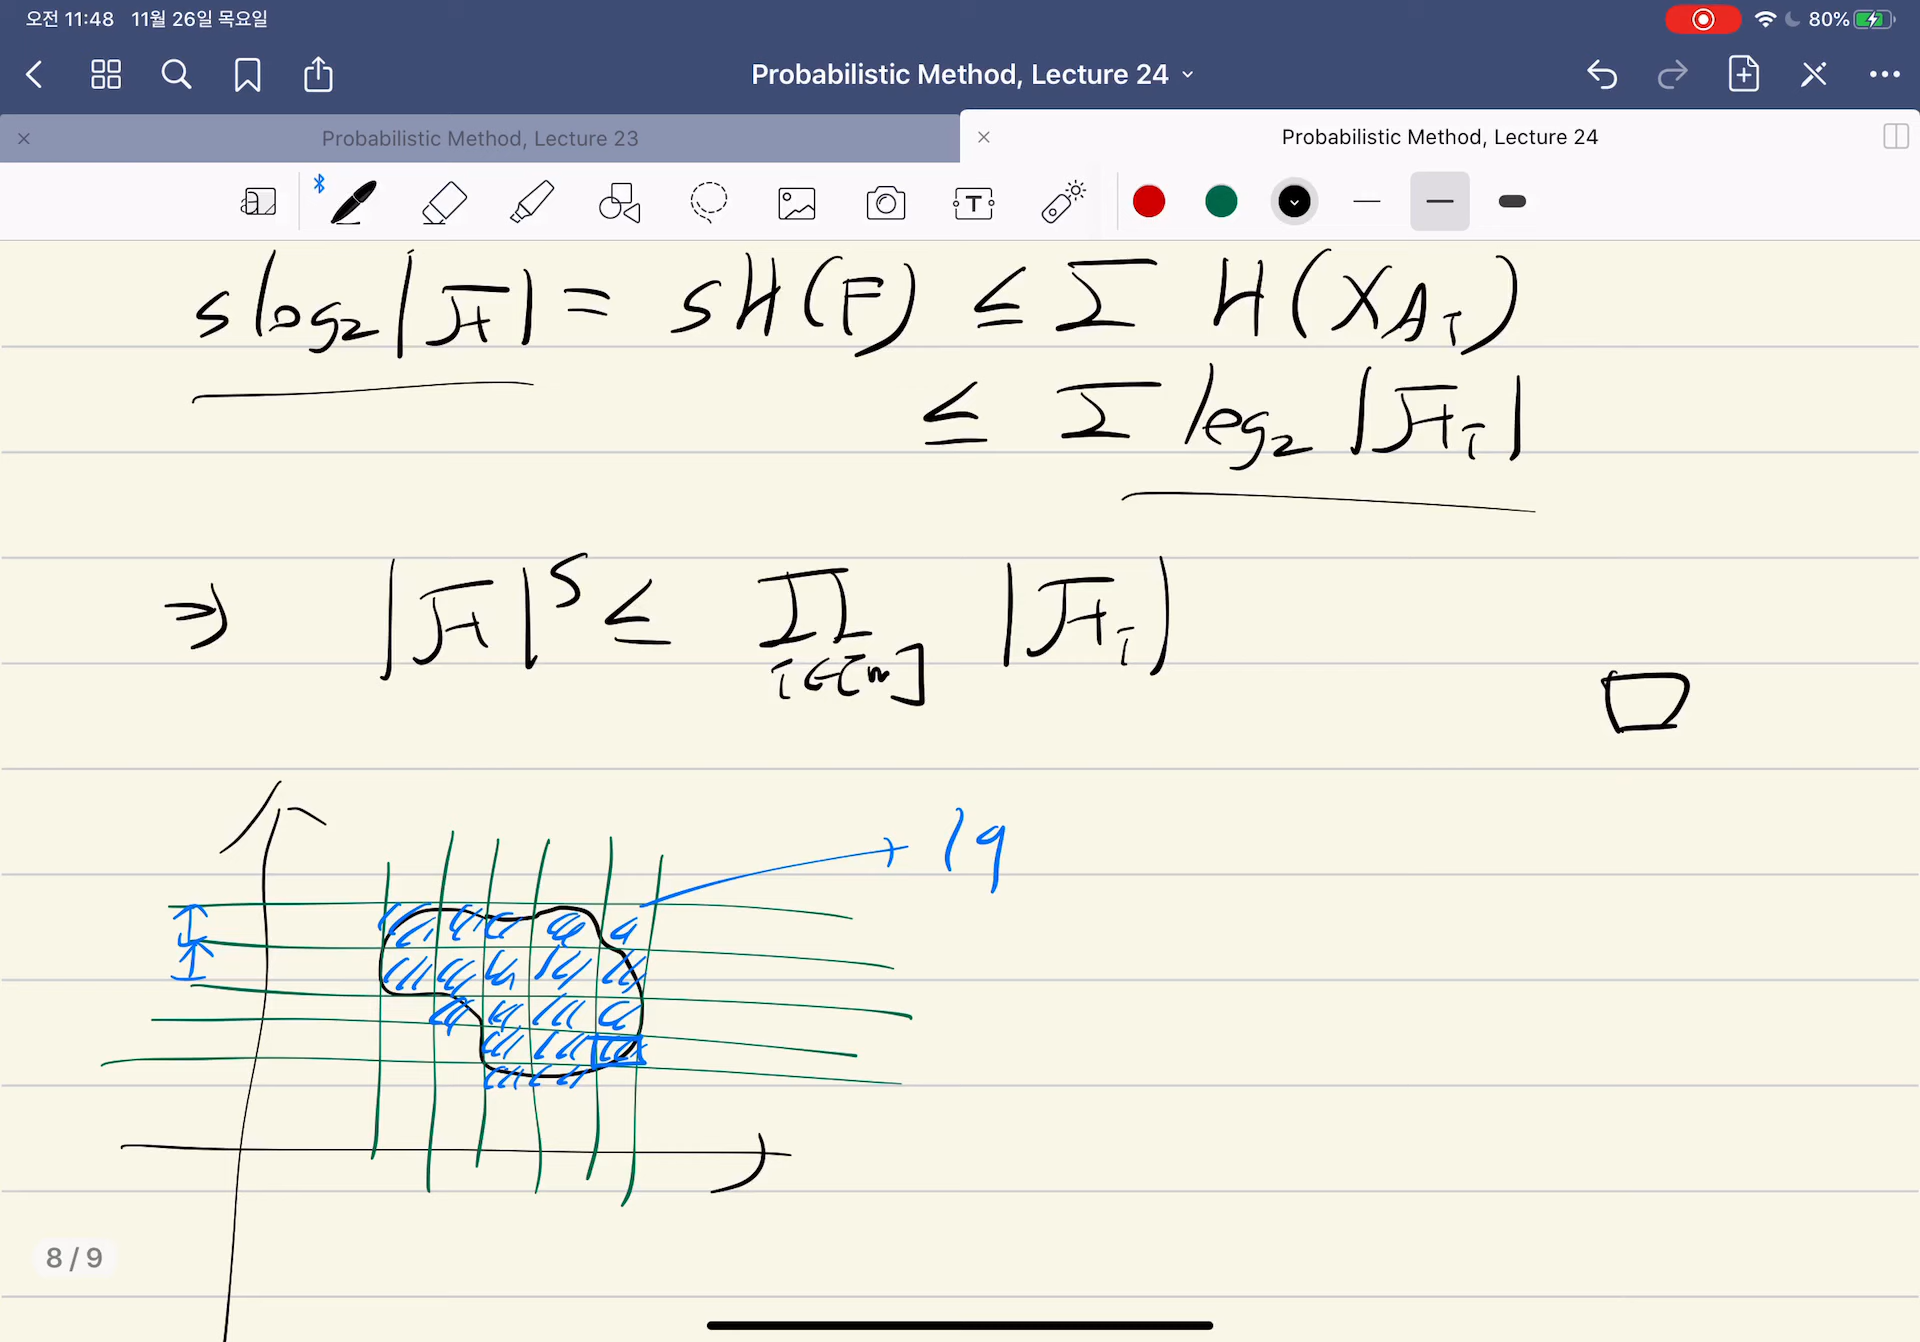 오전 11:48 11월 26일 목요일 80%
Probabilistic Method, Lecture 24
Probabilistic Method, Lecture 23
Probabilistic Method, Lecture 24
s log₂|𝓕| = sH(F) ≤ Σ H(X_{A_i})
≤ Σ log₂ |𝓕_i|
⇒ |𝓕|^s ≤ Π_{i∈[m]} |𝓕_i|
19
8 / 9